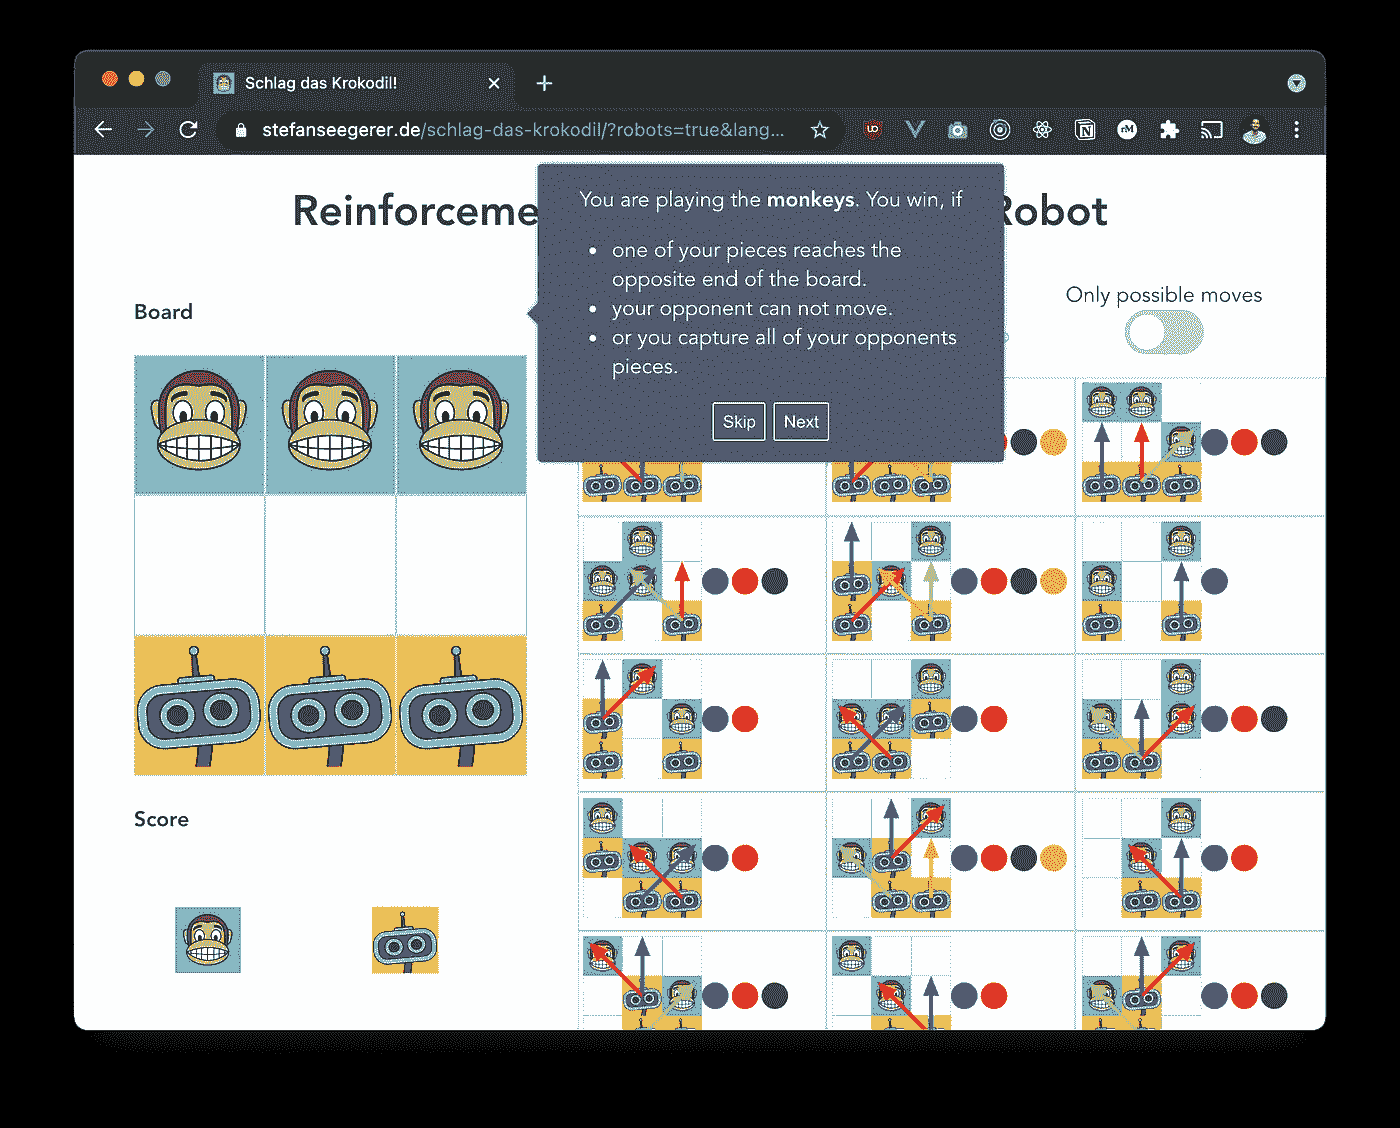 Schlag das Krokodil!
stefanseegerer.de/schlag-das-krokodil/?robots=true&lang...
Reinforceme
Robot
You are playing the monkeys. You win, if
• one of your pieces reaches the
opposite end of the board.
• your opponent can not move.
• or you capture all of your opponents
pieces.
Skip
Next
Board
Only possible moves
Score